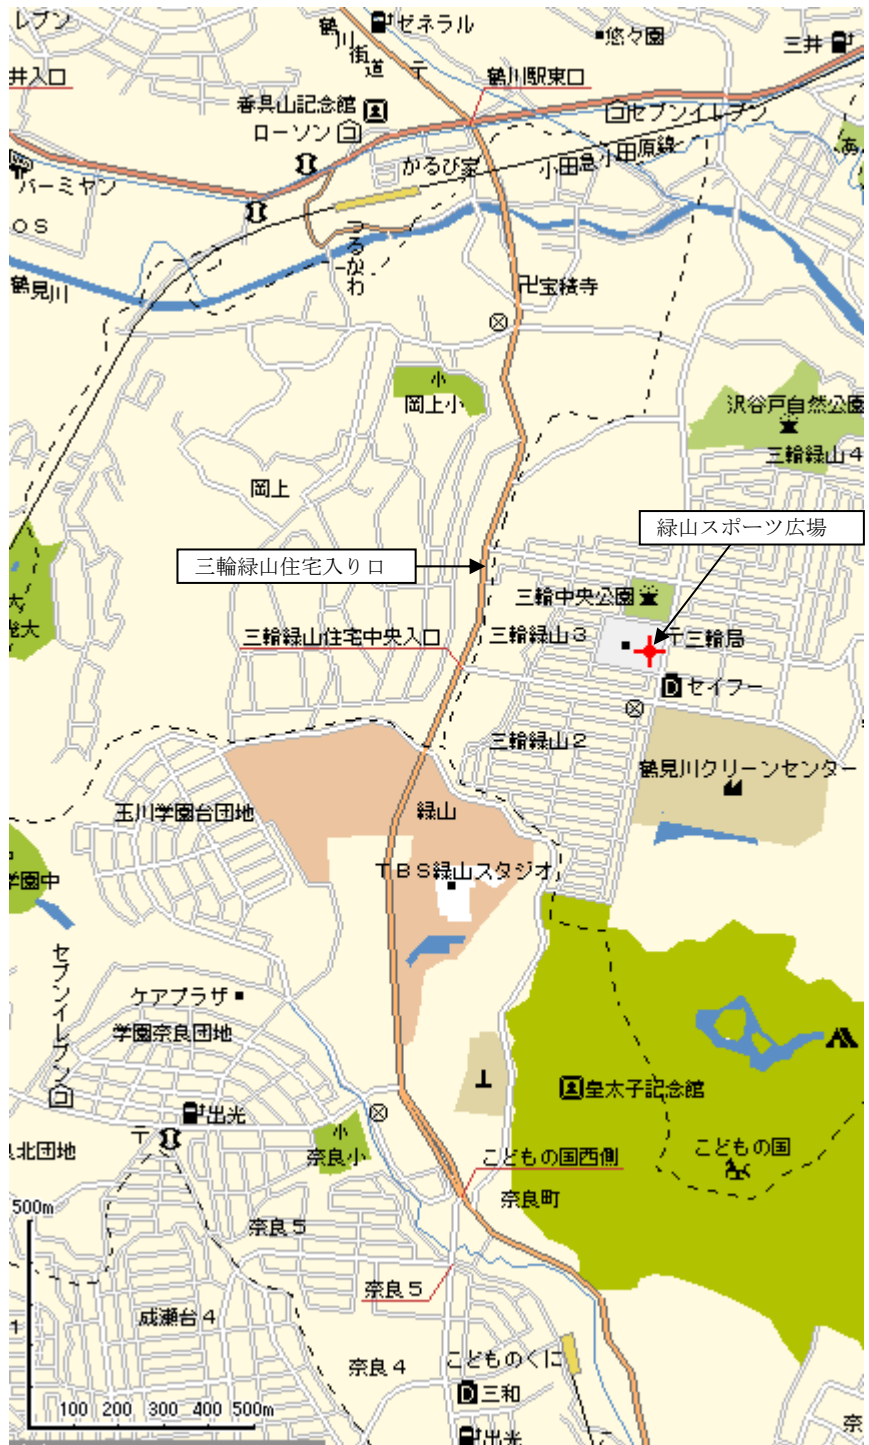 レブン
鶴川街道
ゼネラル
悠々園
三井
井入口
鶴川駅東口
香具山記念館
ローソン
セブンイレブン
かるび家
小田急小田原線
あ
バーミヤン
OS
つるかわ
鶴見川
卍宝積寺
小
岡上小
沢谷戸自然公園
三輪緑山4
岡上
緑山スポーツ広場
三輪緑山住宅入り口
三輪中央公園
大
三輪緑山住宅中央入口
三輪緑山3
〒三輪局
セイフー
三輪緑山2
鶴見川クリーンセンター
玉川学園台団地
緑山
TBS緑山スタジオ
中
学園中
セブンイレブン
ケアプラザ
学園奈良団地
皇太子記念館
出光
〒
小
奈良小
北団地
こどもの国西側
こどもの国
奈良町
500m
奈良5
奈良5
成瀬台4
1
奈良4
こどものくに
三和
100 200 300 400 500m
出光
奈